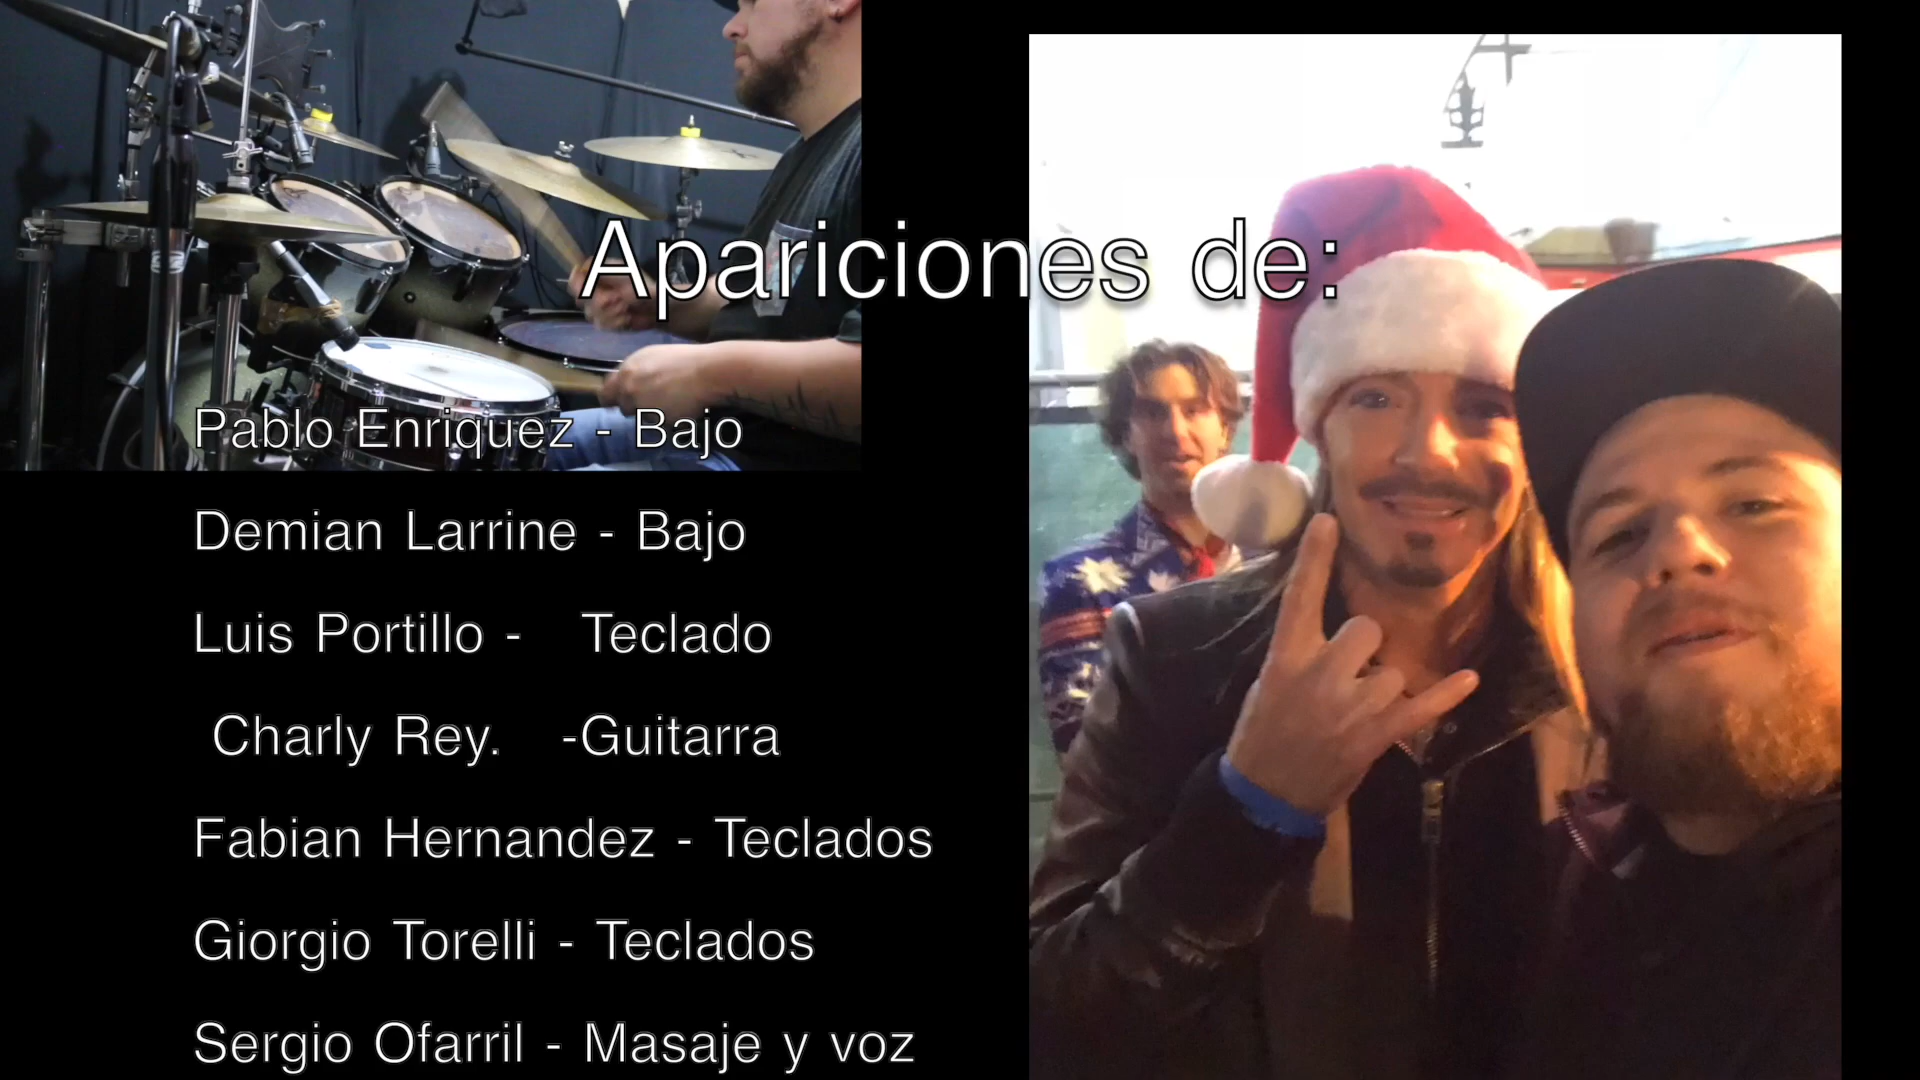 Apariciones de:
Pablo Enriquez - Bajo
Demian Larrine - Bajo
Luis Portillo - Teclado
Charly Rey. -Guitarra
Fabian Hernandez - Teclados
Giorgio Torelli - Teclados
Sergio Ofarril - Masaje y voz